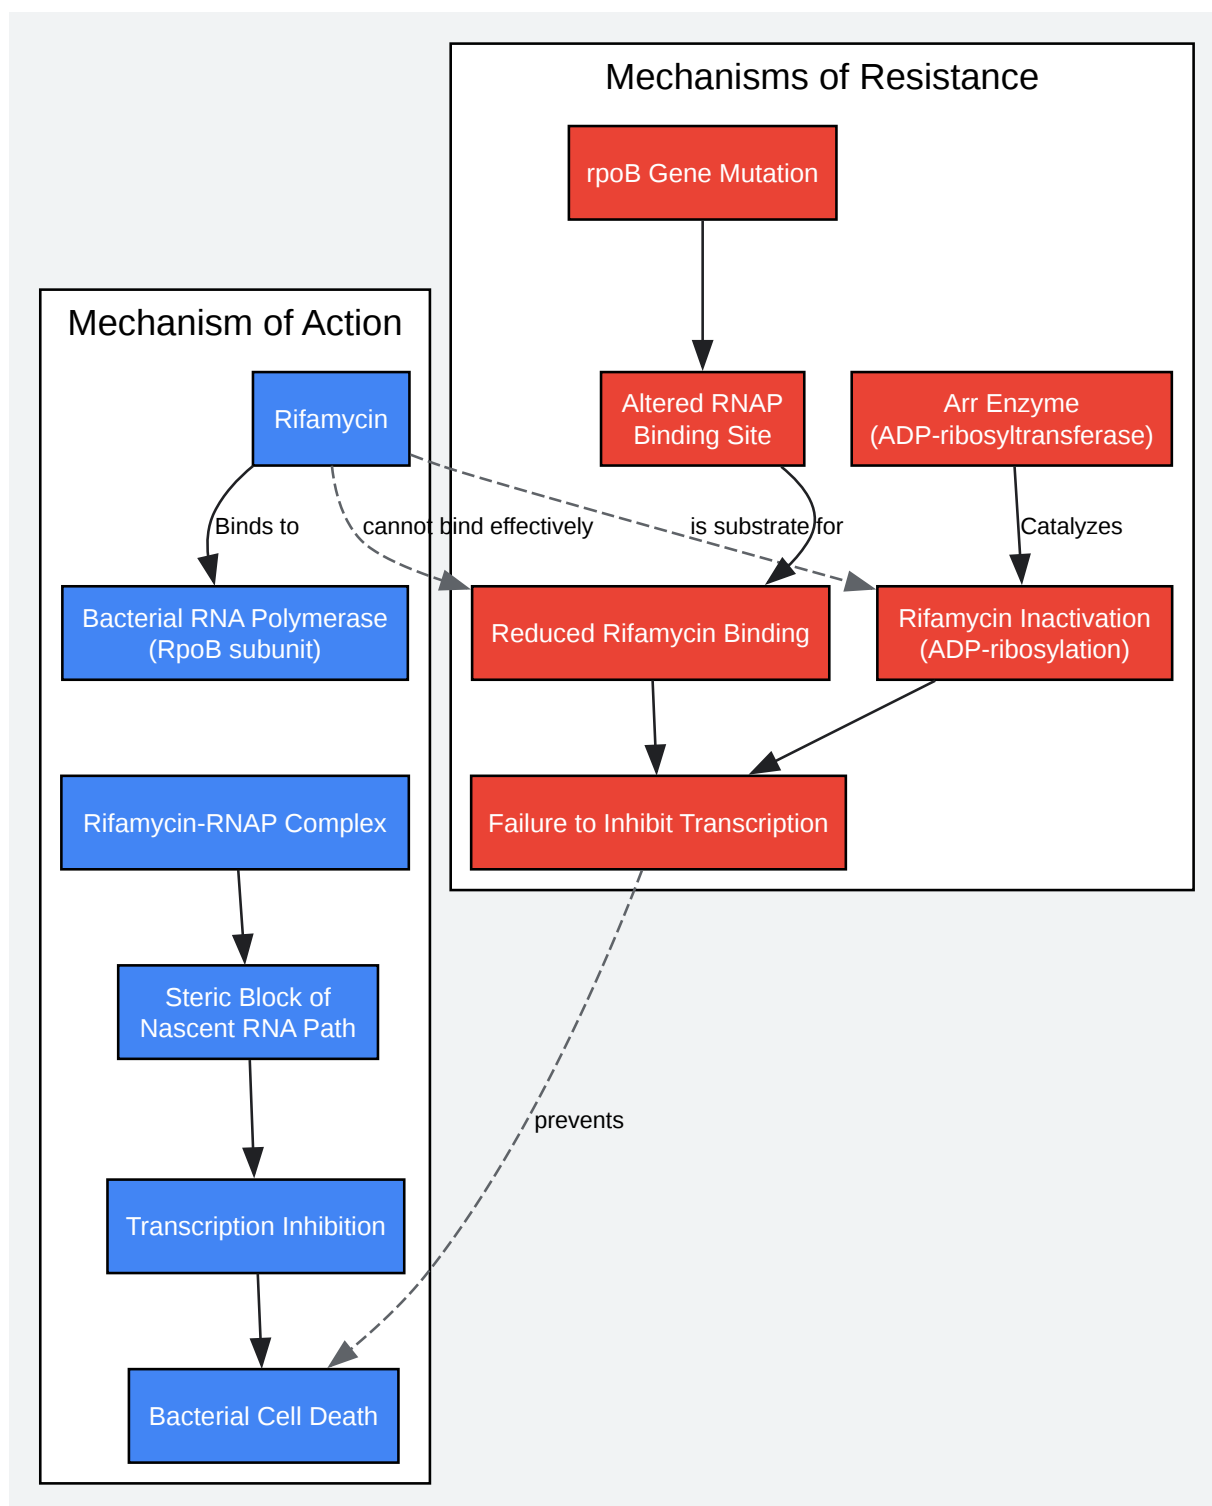 Mechanisms of Resistance
rpoB Gene Mutation
Mechanism of Action
Rifamycin
Altered RNAP
Binding Site
Arr Enzyme
(ADP-ribosyltransferase)
Binds to
cannot bind effectively
is substrate for
Catalyzes
Bacterial RNA Polymerase
(RpoB subunit)
Reduced Rifamycin Binding
Rifamycin Inactivation
(ADP-ribosylation)
Rifamycin-RNAP Complex
Failure to Inhibit Transcription
Steric Block of
Nascent RNA Path
prevents
Transcription Inhibition
Bacterial Cell Death